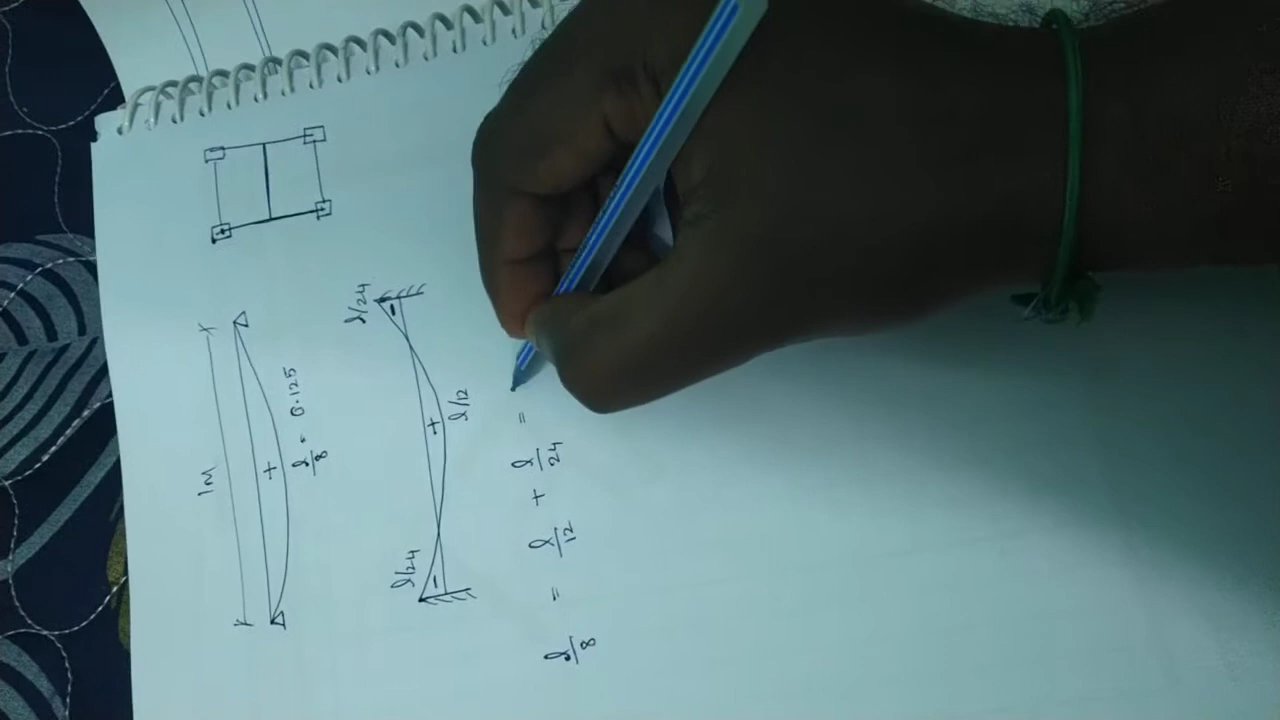 1M
l/8 = 0.125
+
l/24
l/24
-
+
-
l/12
l/8 = l/12 + l/24 =